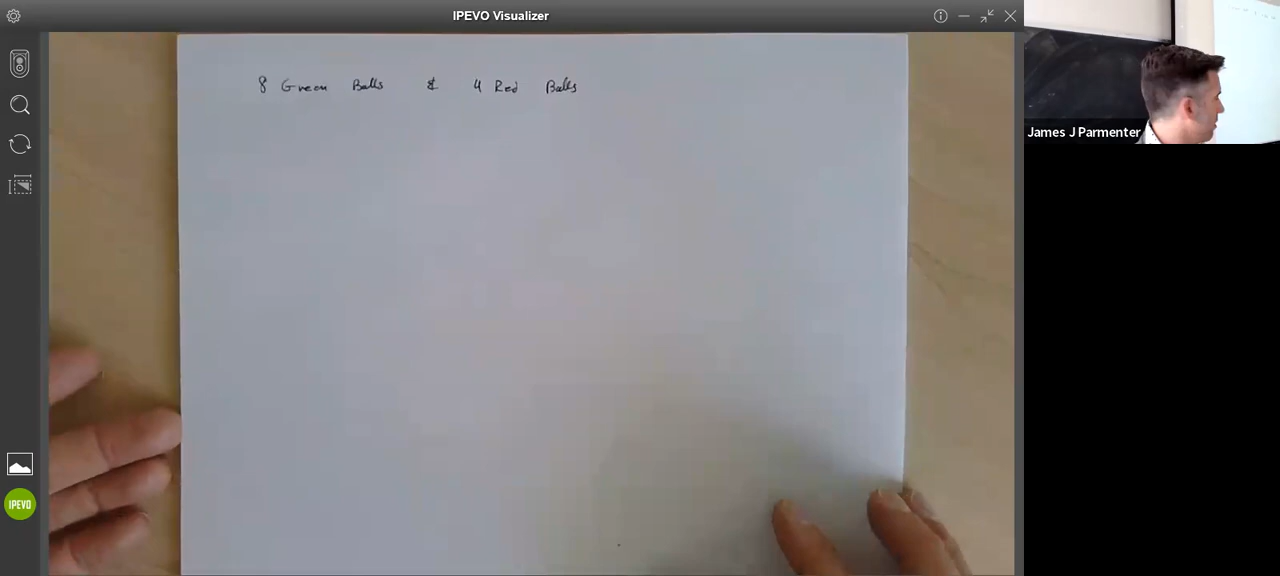 IPEVO Visualizer
8 Green Balls & 4 Red Balls
James J Parmenter
IPEVO